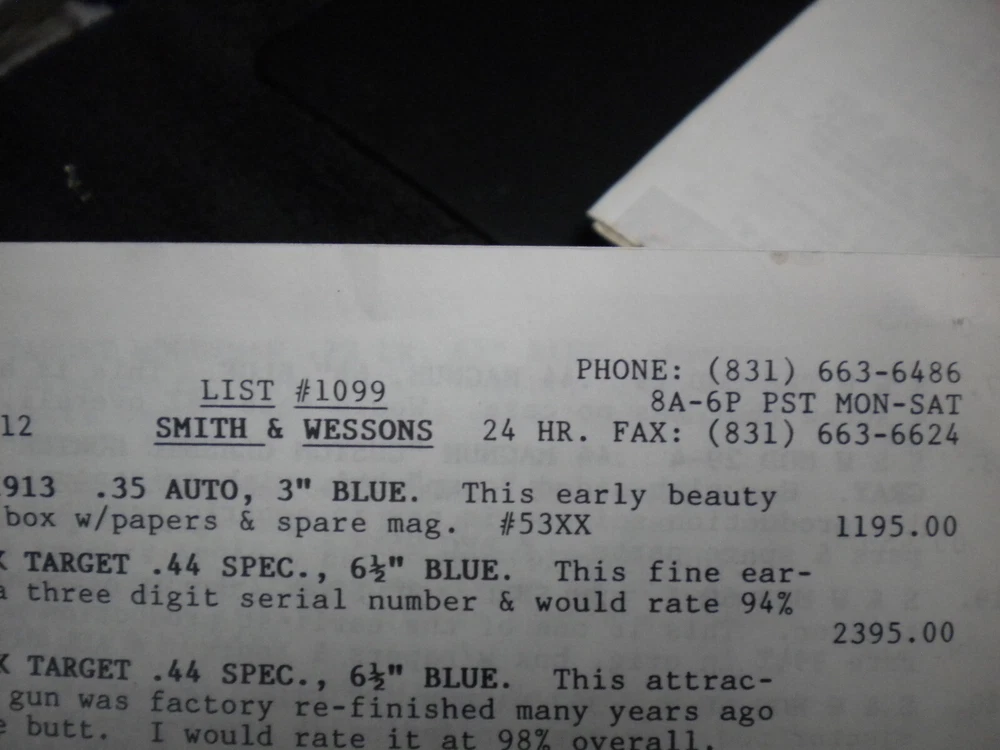 PHONE: (831) 663-6486
LIST #1099
8A-6P PST MON-SAT
12 SMITH & WESSONS 24 HR. FAX: (831) 663-6624
1913 .35 AUTO, 3" BLUE. This early beauty
box w/papers & spare mag. #53XX 1195.00
K TARGET .44 SPEC., 6½" BLUE. This fine ear-
a three digit serial number & would rate 94%
2395.00
K TARGET .44 SPEC., 6½" BLUE. This attrac-
gun was factory re-finished many years ago
e butt. I would rate it at 98% overall.